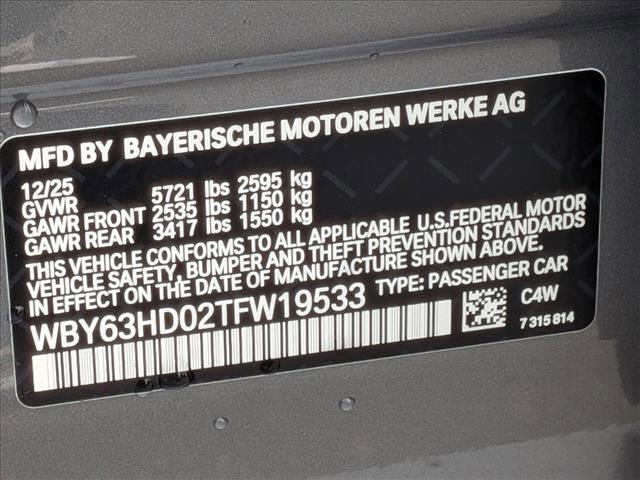 MFD BY BAYERISCHE MOTOREN WERKE AG
12/25
GVWR 5721 lbs 2595 kg
GAWR FRONT 2535 lbs 1150 kg
GAWR REAR 3417 lbs 1550 kg
THIS VEHICLE CONFORMS TO ALL APPLICABLE U.S.FEDERAL MOTOR
VEHICLE SAFETY, BUMPER AND THEFT PREVENTION STANDARDS
IN EFFECT ON THE DATE OF MANUFACTURE SHOWN ABOVE.
WBY63HD02TFW19533 TYPE: PASSENGER CAR
C4W
7 315 814